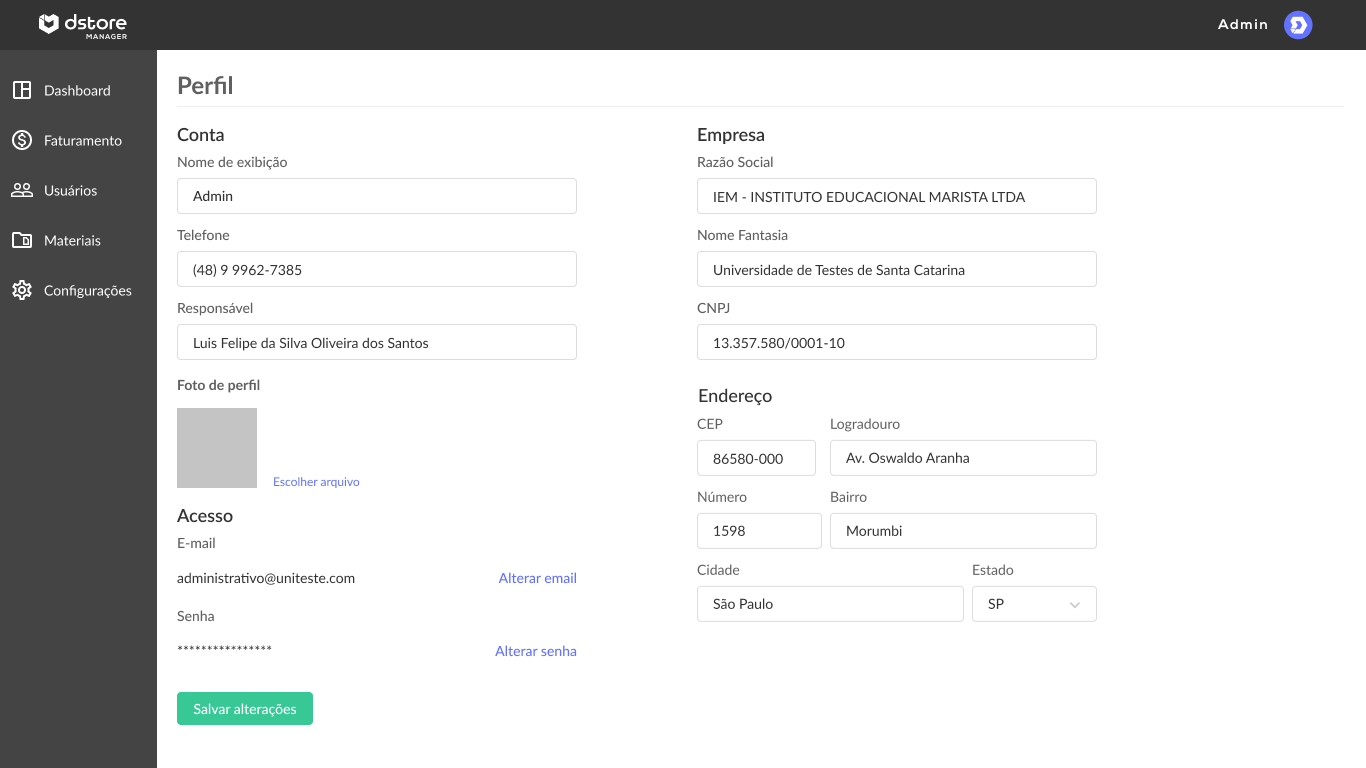 dstore
MANAGER
Admin
Dashboard
Faturamento
Usuários
Materiais
Configurações
Perfil
Conta
Nome de exibição
Admin
Telefone
(48) 9 9962-7385
Responsável
Luis Felipe da Silva Oliveira dos Santos
Foto de perfil
Escolher arquivo
Acesso
E-mail
administrativo@uniteste.com
Alterar email
Senha
****************
Alterar senha
Salvar alterações
Empresa
Razão Social
IEM - INSTITUTO EDUCACIONAL MARISTA LTDA
Nome Fantasia
Universidade de Testes de Santa Catarina
CNPJ
13.357.580/0001-10
Endereço
CEP
Logradouro
86580-000
Av. Oswaldo Aranha
Número
Bairro
1598
Morumbi
Cidade
Estado
São Paulo
SP